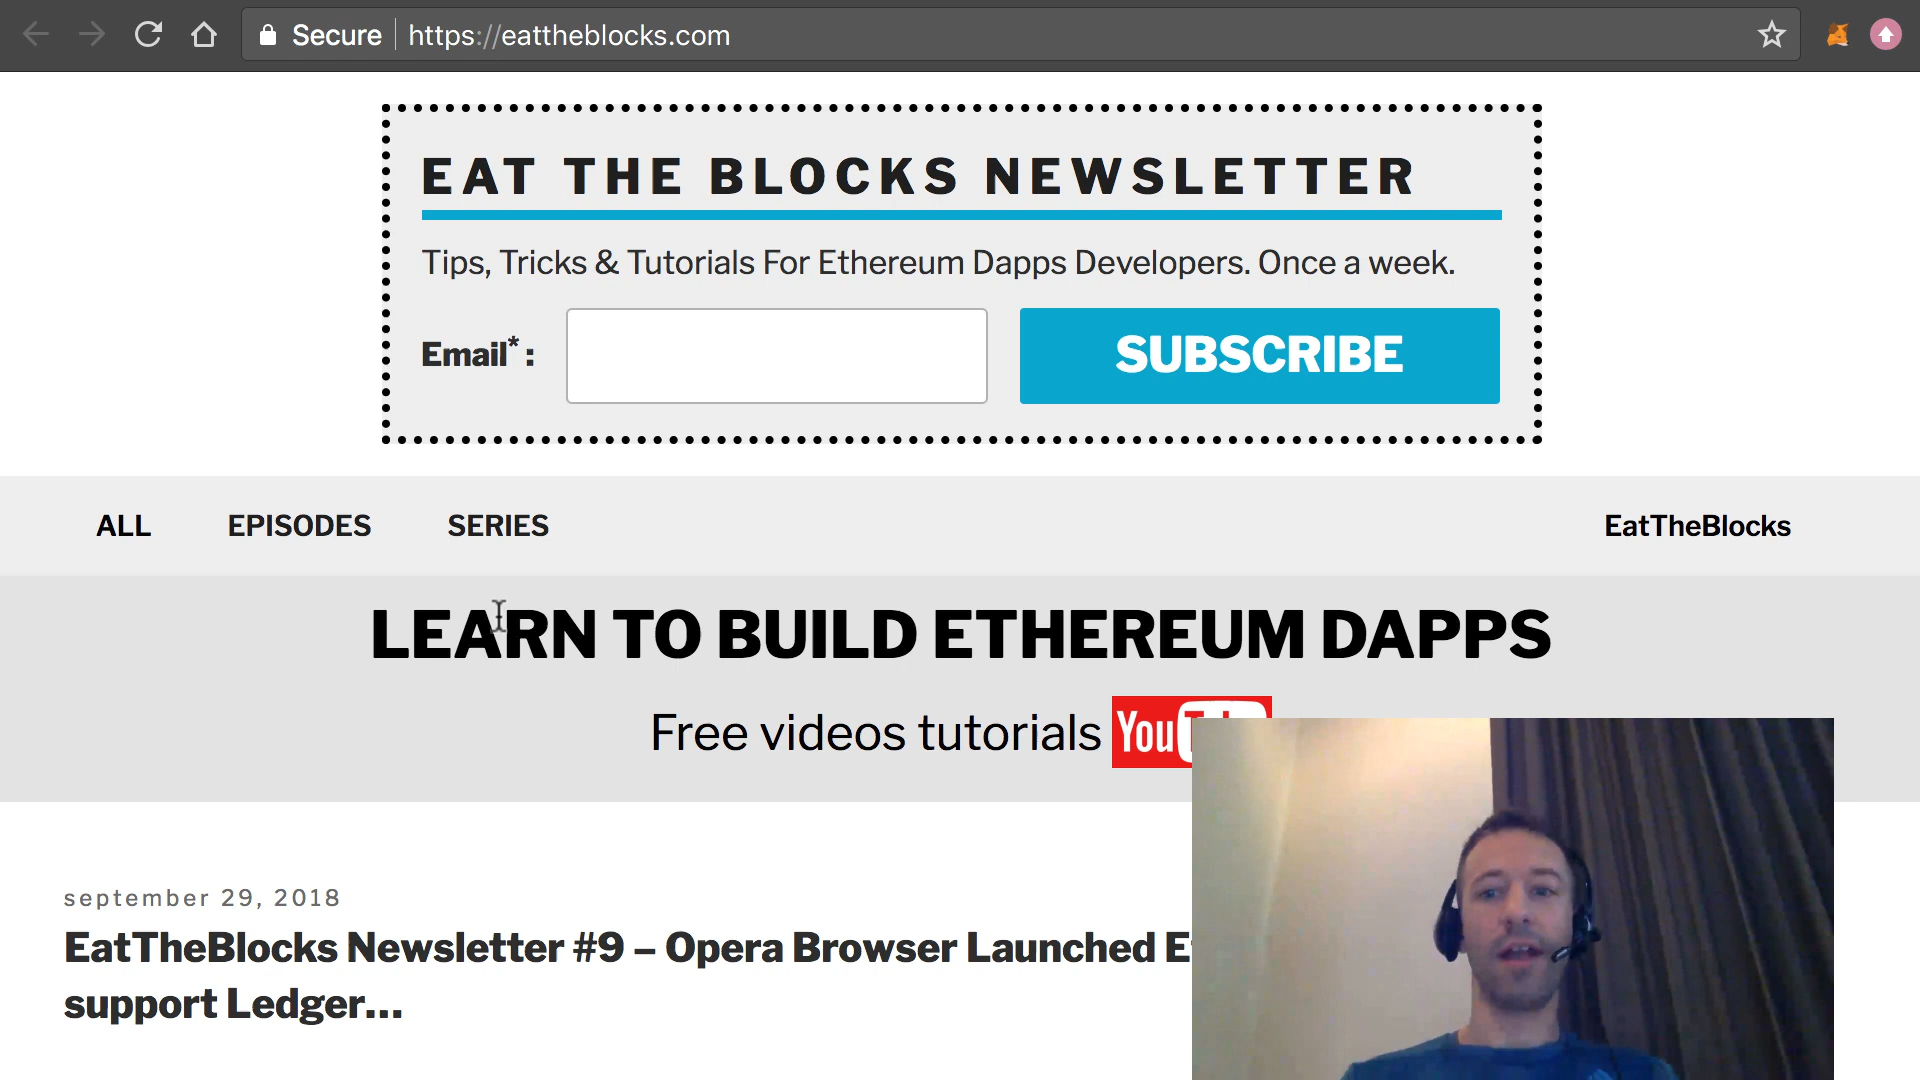 Secure https://eattheblocks.com
EAT THE BLOCKS NEWSLETTER
Tips, Tricks & Tutorials For Ethereum Dapps Developers. Once a week.
Email* :
SUBSCRIBE
ALL EPISODES SERIES EatTheBlocks
LEARN TO BUILD ETHEREUM DAPPS
Free videos tutorials You
september 29, 2018
EatTheBlocks Newsletter #9 – Opera Browser Launched
support Ledger...